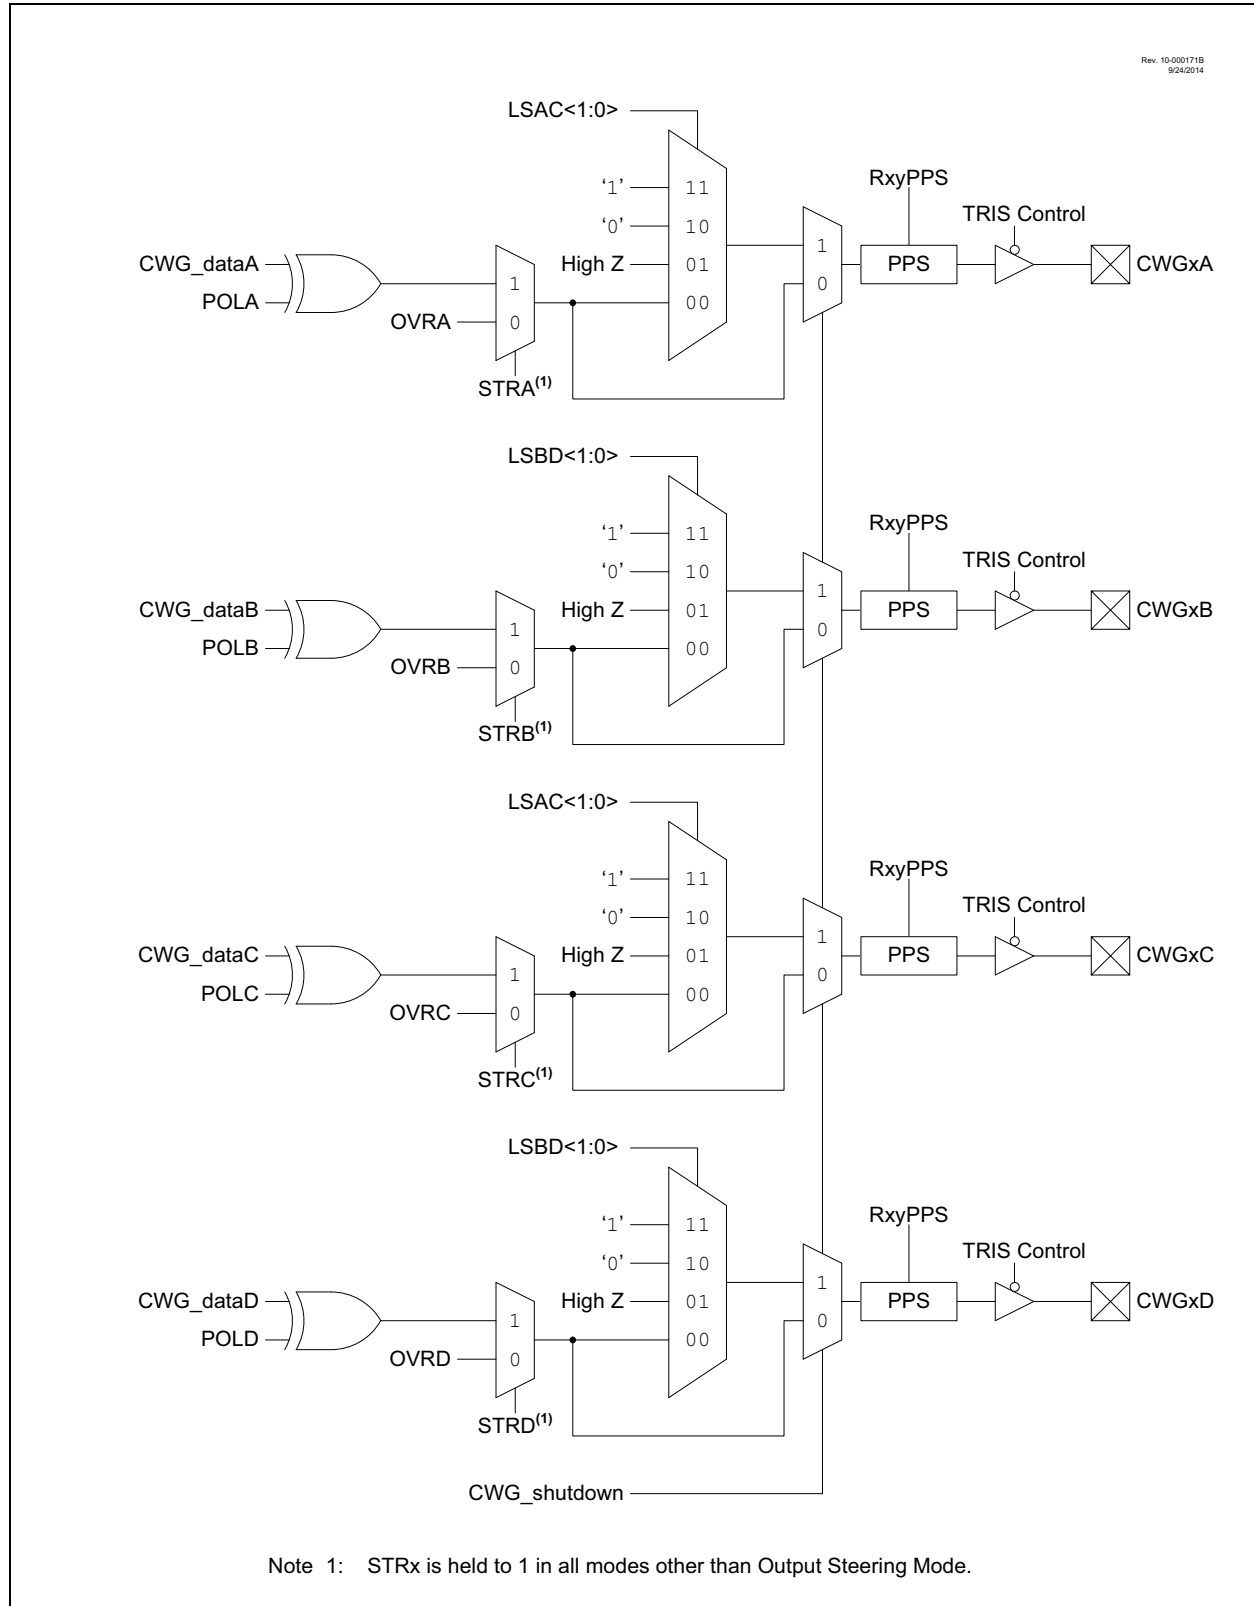 Rev. 10-000171B
9/24/2014
LSAC<1:0>
RxyPPS
TRIS Control
‘1’ 11
‘0’ 10
High Z 01
00
CWG_dataA
POLA
1
0
OVRA
STRA(1)
1
0
PPS
CWGxA
LSBD<1:0>
RxyPPS
TRIS Control
‘1’ 11
‘0’ 10
High Z 01
00
CWG_dataB
POLB
1
0
OVRB
STRB(1)
1
0
PPS
CWGxB
LSAC<1:0>
RxyPPS
TRIS Control
‘1’ 11
‘0’ 10
High Z 01
00
CWG_dataC
POLC
1
0
OVRC
STRC(1)
1
0
PPS
CWGxC
LSBD<1:0>
RxyPPS
TRIS Control
‘1’ 11
‘0’ 10
High Z 01
00
CWG_dataD
POLD
1
0
OVRD
STRD(1)
1
0
PPS
CWGxD
CWG_shutdown
Note 1: STRx is held to 1 in all modes other than Output Steering Mode.